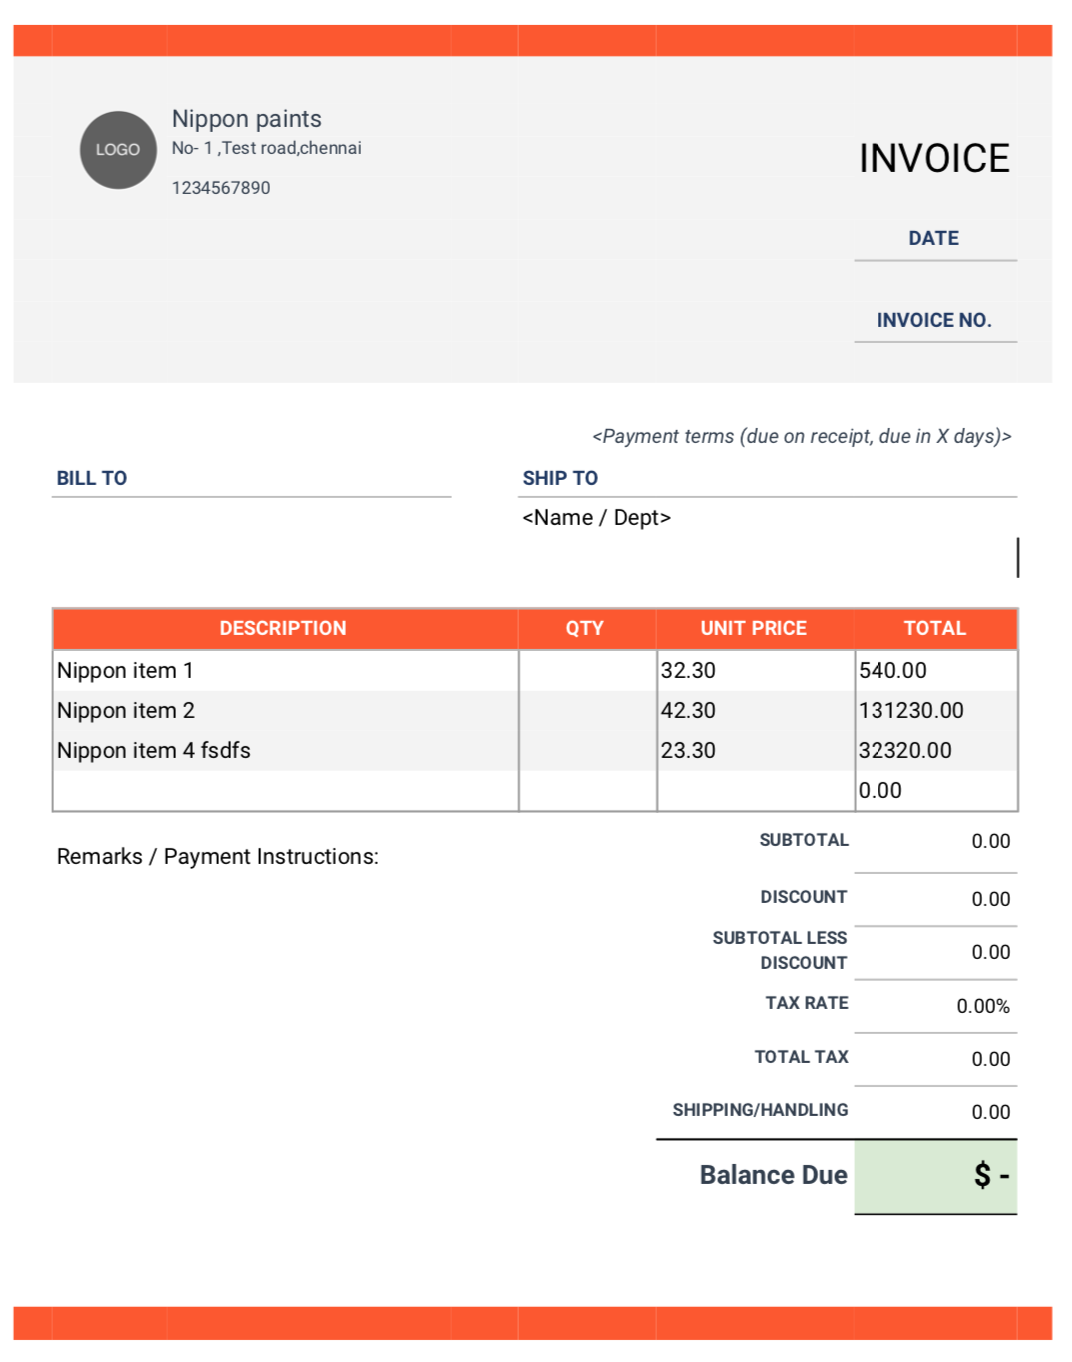 Nippon paints
LOGO
No- 1 ,Test road,chennai
INVOICE
1234567890
DATE
INVOICE NO.
<Payment terms (due on receipt, due in X days)>
BILL TO SHIP TO
<Name / Dept>
DESCRIPTION QTY UNIT PRICE TOTAL
Nippon item 1 32.30 540.00
Nippon item 2 42.30 131230.00
Nippon item 4 fsdfs 23.30 32320.00
0.00
SUBTOTAL 0.00
Remarks / Payment Instructions:
DISCOUNT 0.00
SUBTOTAL LESS
DISCOUNT 0.00
TAX RATE 0.00%
TOTAL TAX 0.00
SHIPPING/HANDLING 0.00
Balance Due $ -